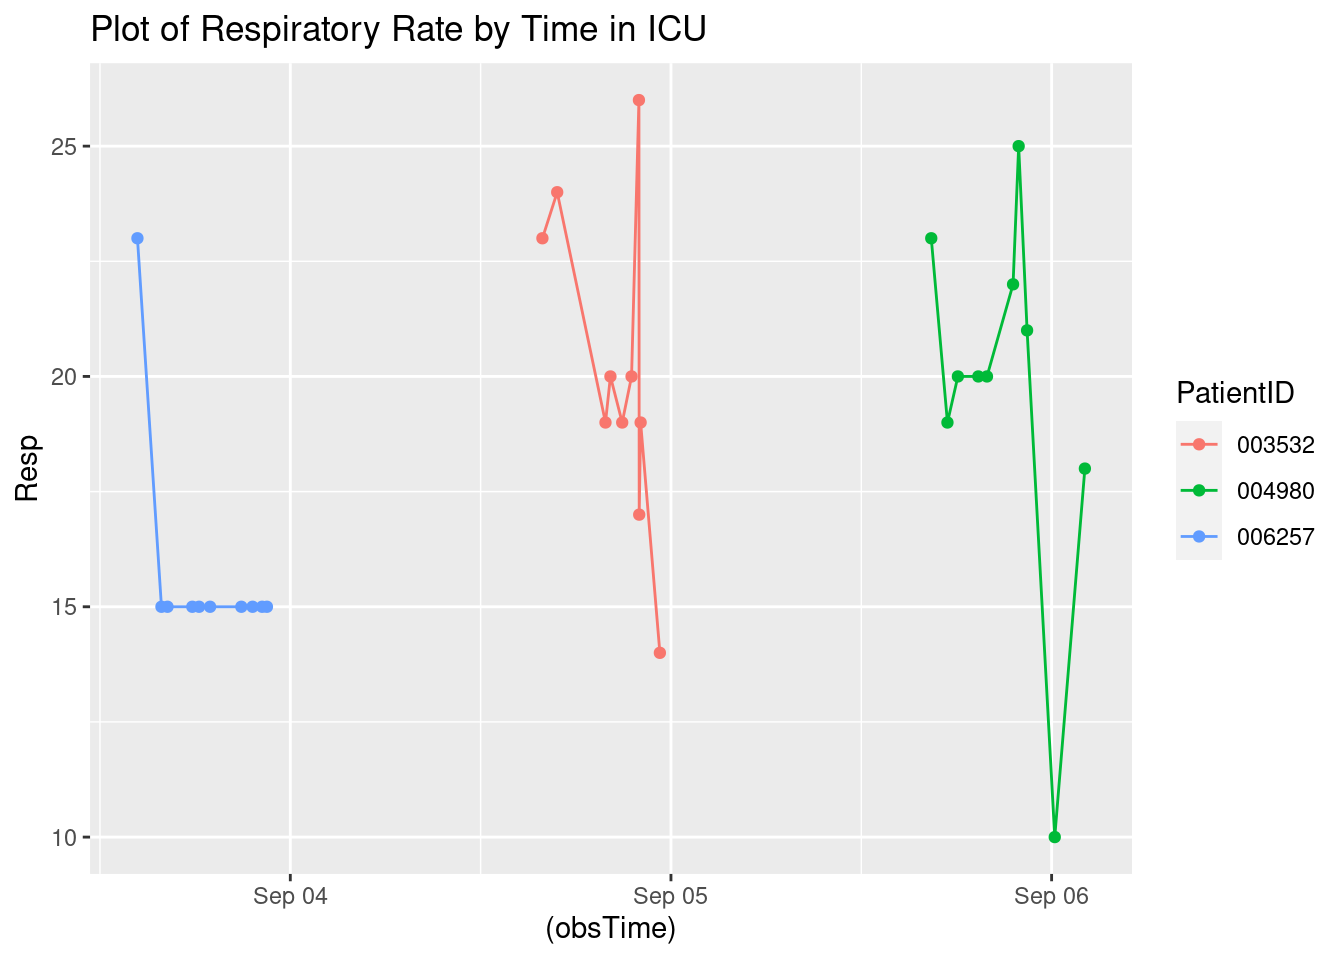 Plot of Respiratory Rate by Time in ICU
25
20
15
10
Resp
Sep 04
Sep 05
Sep 06
(obsTime)
PatientID
003532
004980
006257